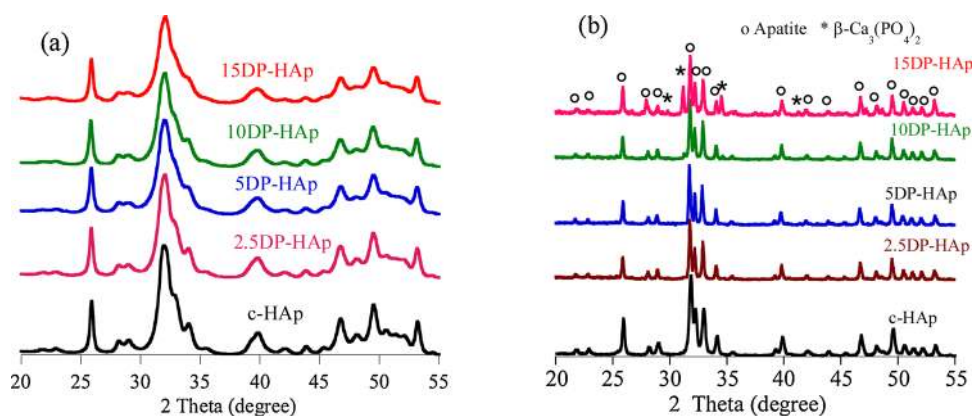 (a)
15DP-HAp
10DP-HAp
5DP-HAp
2.5DP-HAp
c-HAp
20 25 30 35 40 45 50 55
2 Theta (degree)
(b)
o Apatite * β-Ca₃(PO₄)₂
15DP-HAp
10DP-HAp
5DP-HAp
2.5DP-HAp
c-HAp
20 25 30 35 40 45 50 55
2 Theta (degree)